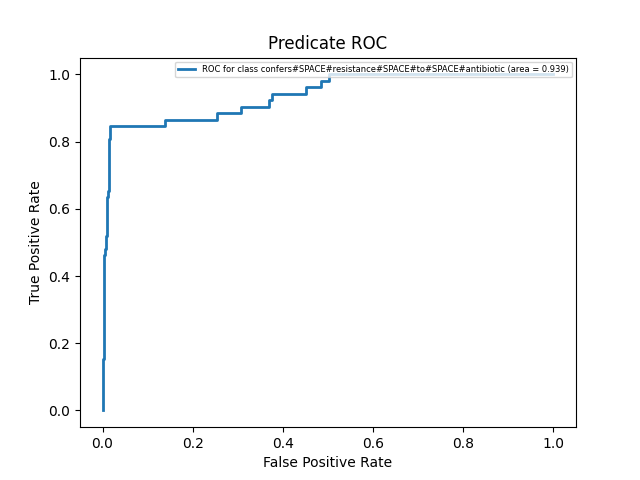 Predicate ROC
ROC for class confers#SPACE#resistance#SPACE#to#SPACE#antibiotic (area = 0.939)
1.0
0.8
0.6
0.4
0.2
0.0
True Positive Rate
0.0 0.2 0.4 0.6 0.8 1.0
False Positive Rate